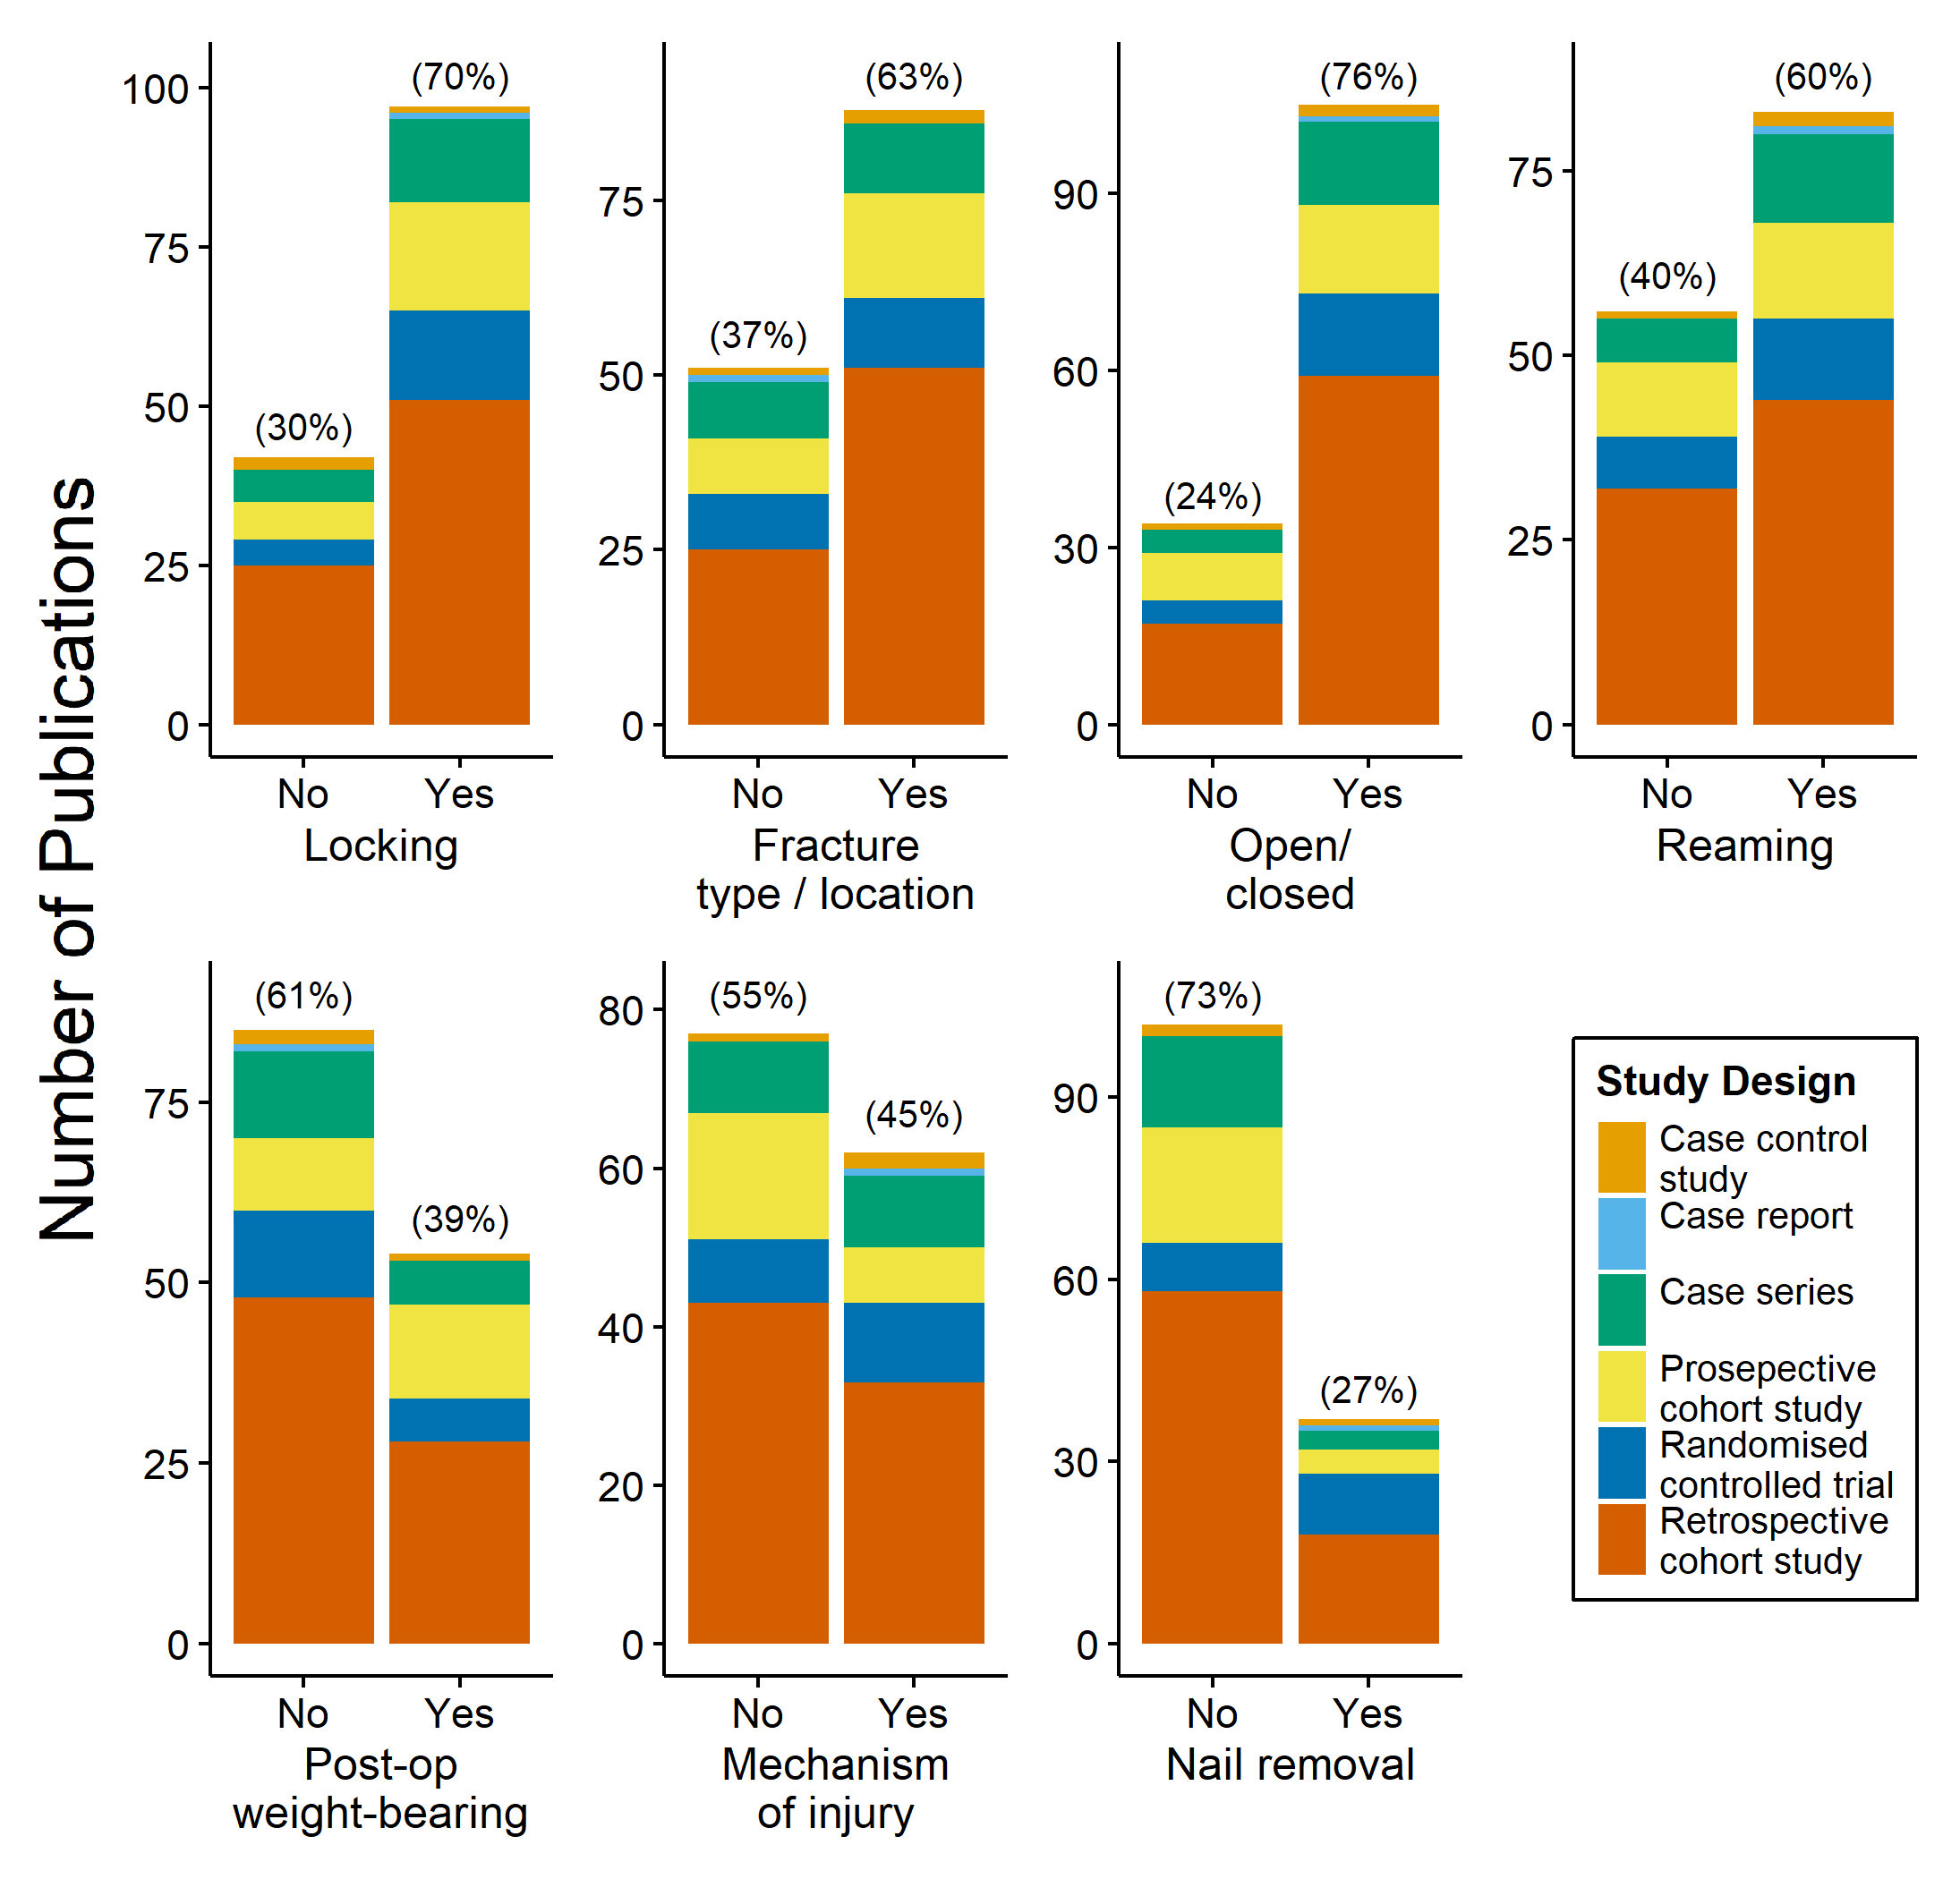 Number of Publications
100
75
50
25
0
(30%)
(70%)
No
Yes
Locking
75
50
25
0
(37%)
(63%)
No
Yes
Fracture
type / location
90
60
30
0
(24%)
(76%)
No
Yes
Open/
closed
75
50
25
0
(40%)
(60%)
No
Yes
Reaming
75
50
25
0
(61%)
(39%)
No
Yes
Post-op
weight-bearing
80
60
40
20
0
(55%)
(45%)
No
Yes
Mechanism
of injury
90
60
30
0
(73%)
(27%)
No
Yes
Nail removal
Study Design
Case control
study
Case report
Case series
Prosepective
cohort study
Randomised
controlled trial
Retrospective
cohort study